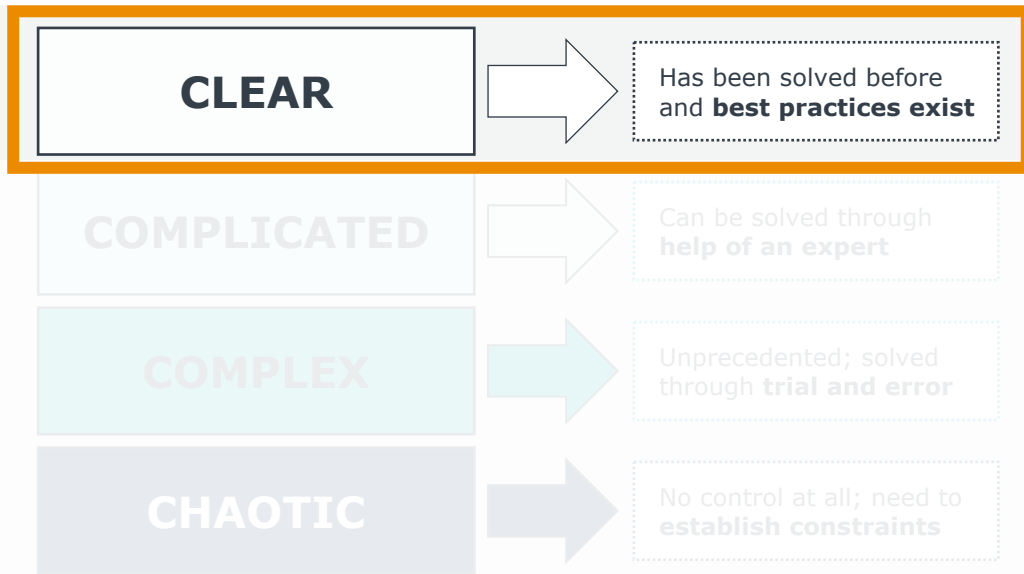 CLEAR
Has been solved before
and best practices exist
COMPLICATED
Can be solved through
help of an expert
COMPLEX
Unprecedented; solved
through trial and error
CHAOTIC
No control at all; need to
establish constraints